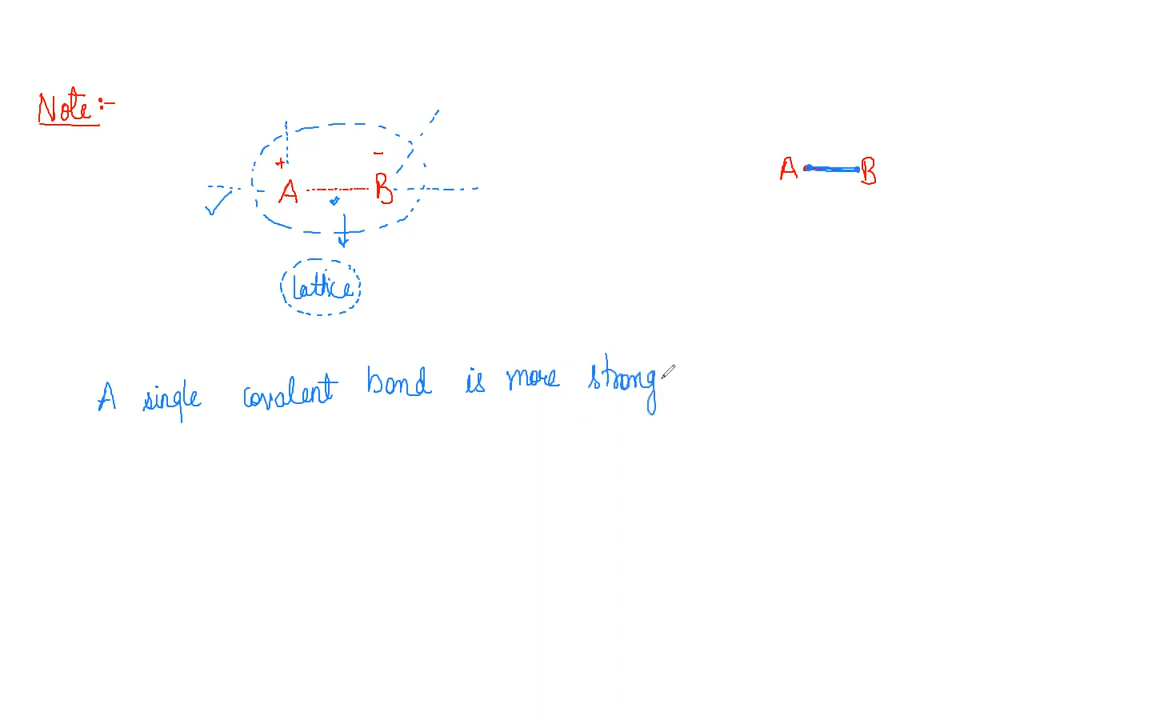 Note :-
+ -
A B
A B
Lattice
A single covalent bond is more strong